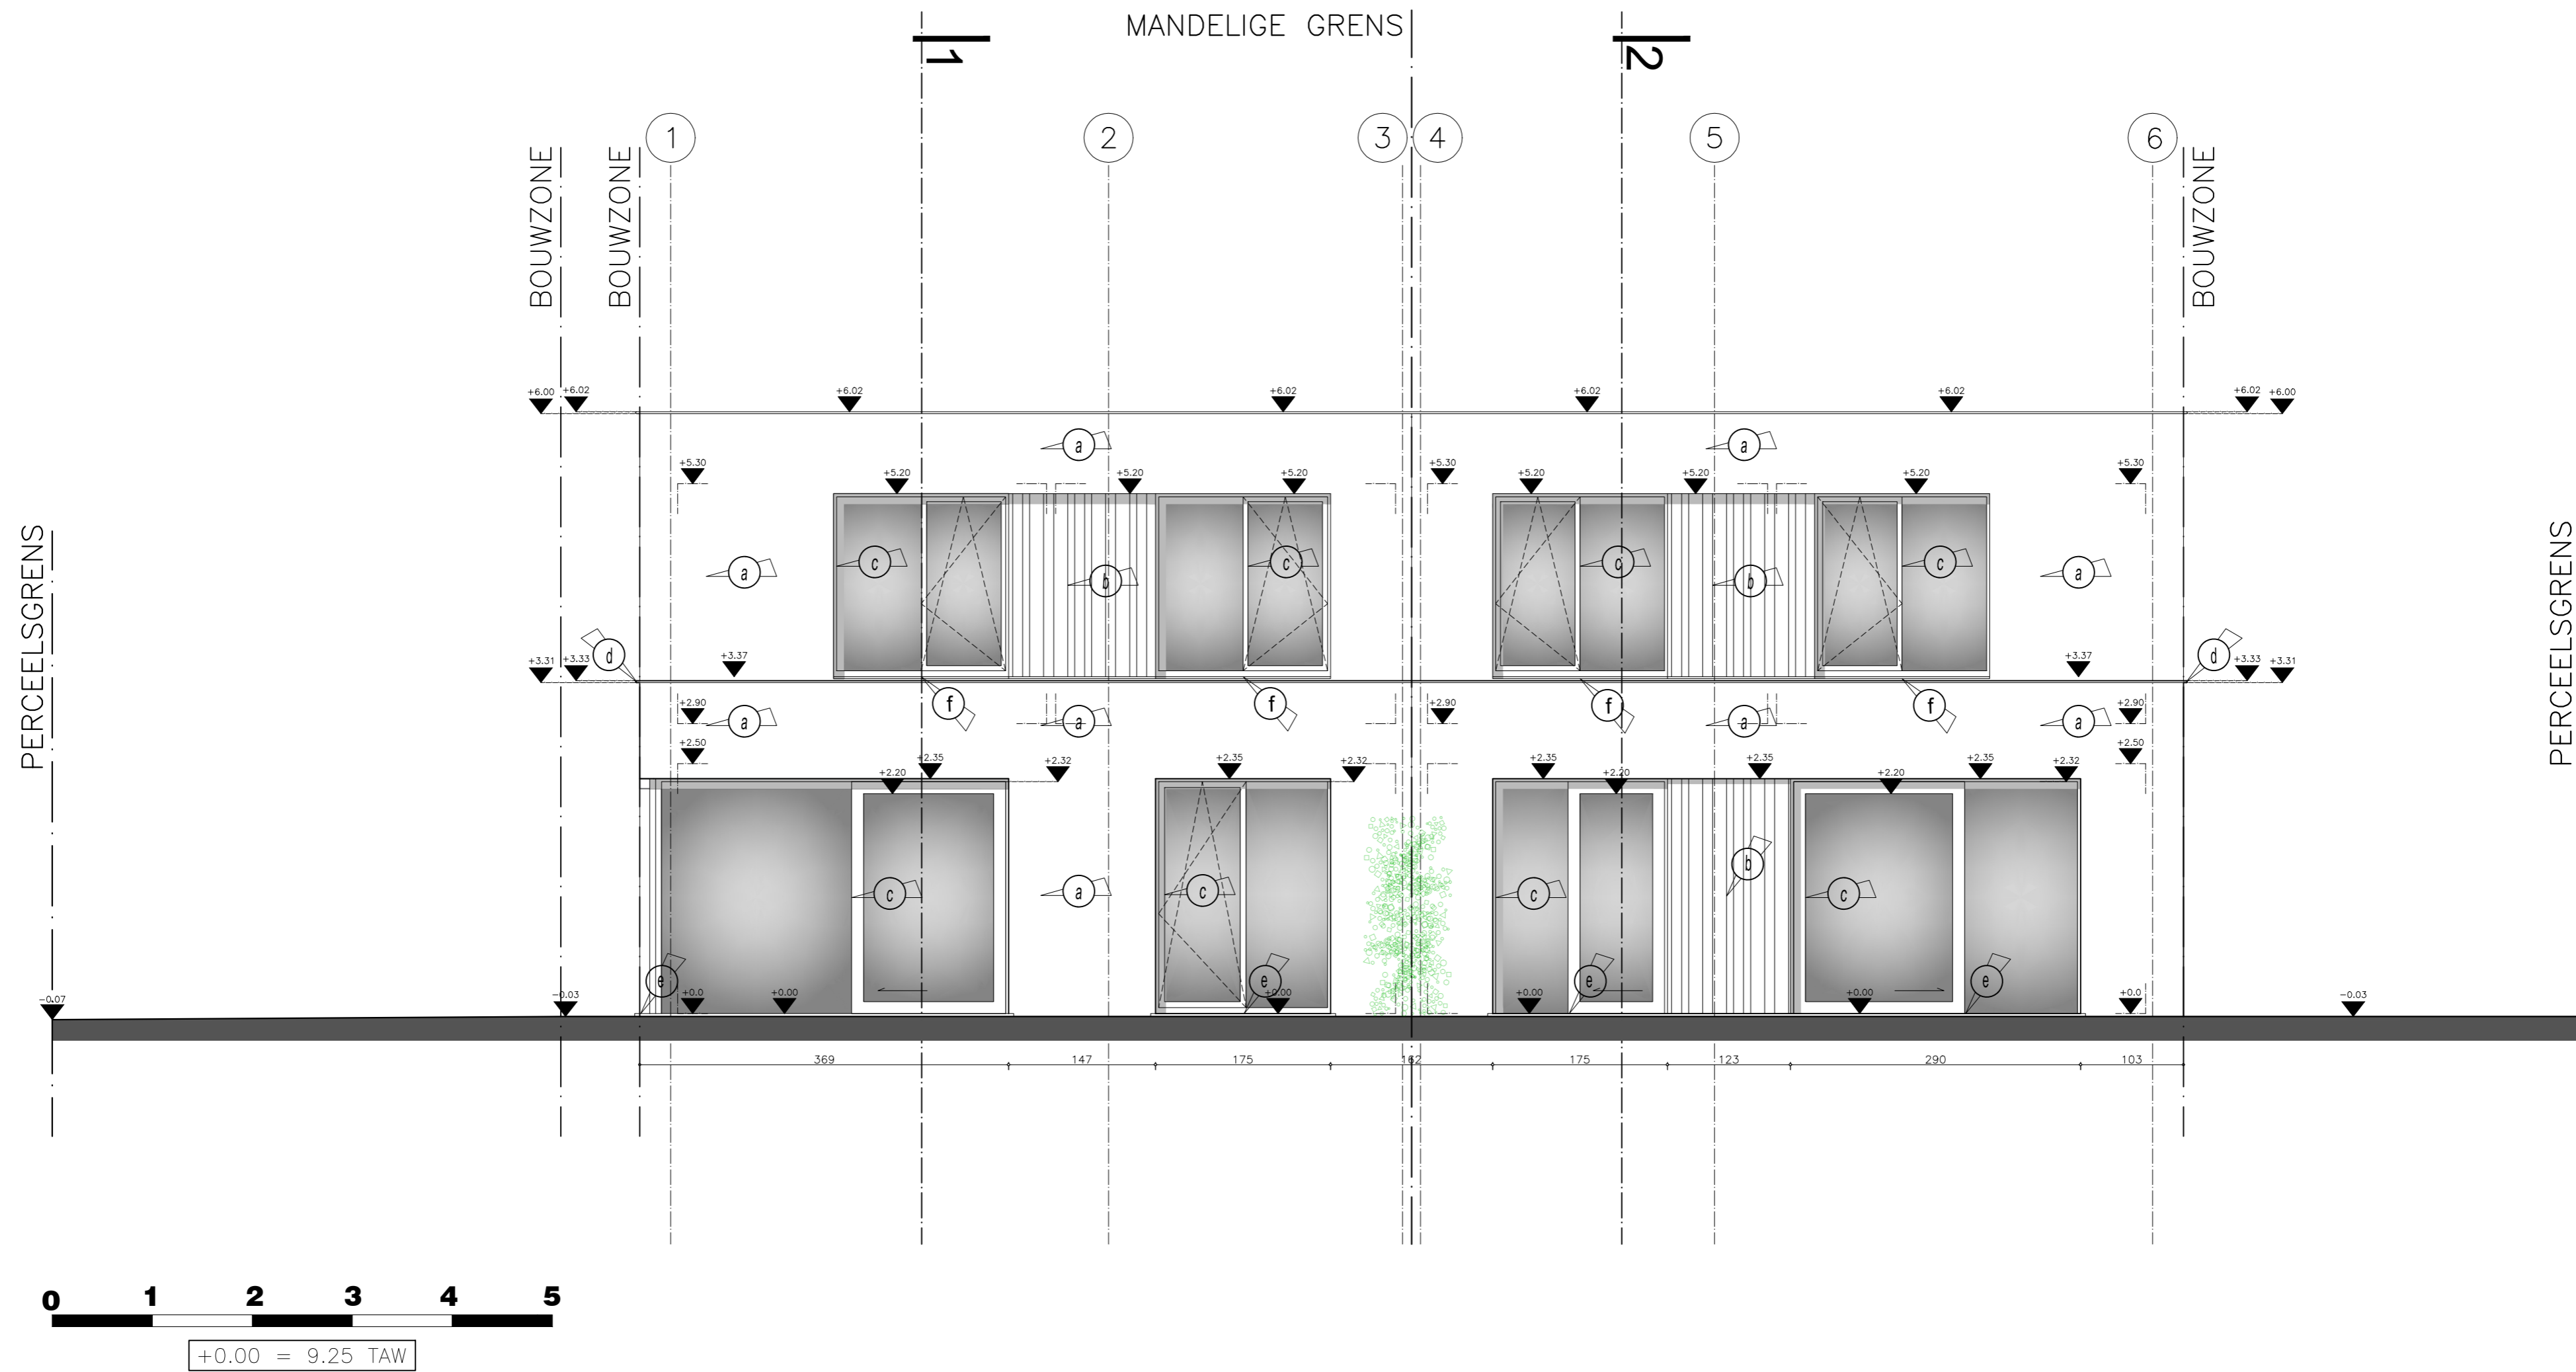 MANDELIGE GRENS
1
2
1
2
3
4
5
6
BOUWZONE
BOUWZONE
BOUWZONE
+6.00
+6.02
+6.02
+6.02
+6.02
+6.02
+6.02
+6.00
a
a
+5.30
+5.20
+5.20
+5.20
+5.30
+5.20
+5.20
+5.20
+5.30
PERCEELSGRENS
PERCEELSGRENS
a
c
b
c
c
b
c
a
d
d
+3.31
+3.33
+3.37
+3.37
+3.33
+3.31
f
f
f
f
+2.90
a
a
+2.90
a
a
+2.90
+2.50
+2.35
+2.32
+2.35
+2.32
+2.35
+2.35
+2.35
+2.32
+2.50
+2.20
+2.20
+2.20
c
a
c
c
b
c
e
e
e
e
-0.07
-0.03
+0.0
+0.00
+0.00
+0.00
+0.00
+0.0
-0.03
369
147
175
162
175
123
290
103
0 1 2 3 4 5
+0.00 = 9.25 TAW